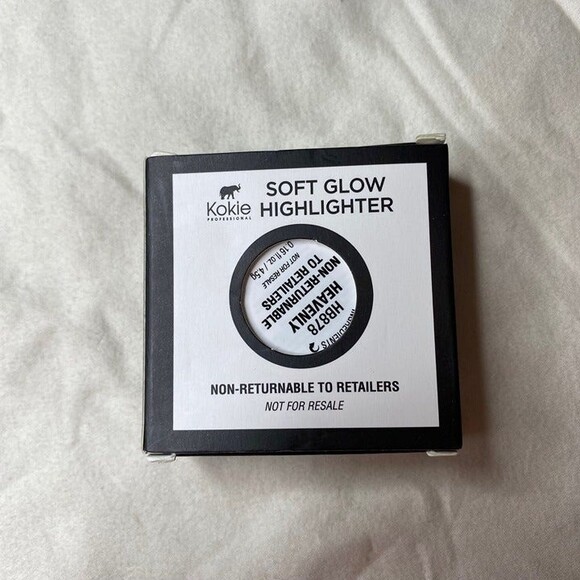 Kokie
PROFESSIONAL
SOFT GLOW
HIGHLIGHTER
INGREDIENTS
HB878
HEAVENLY
NON-RETURNABLE
TO RETAILERS
NOT FOR RESALE
0.16 fl.oz / 4.5g
NON-RETURNABLE TO RETAILERS
NOT FOR RESALE